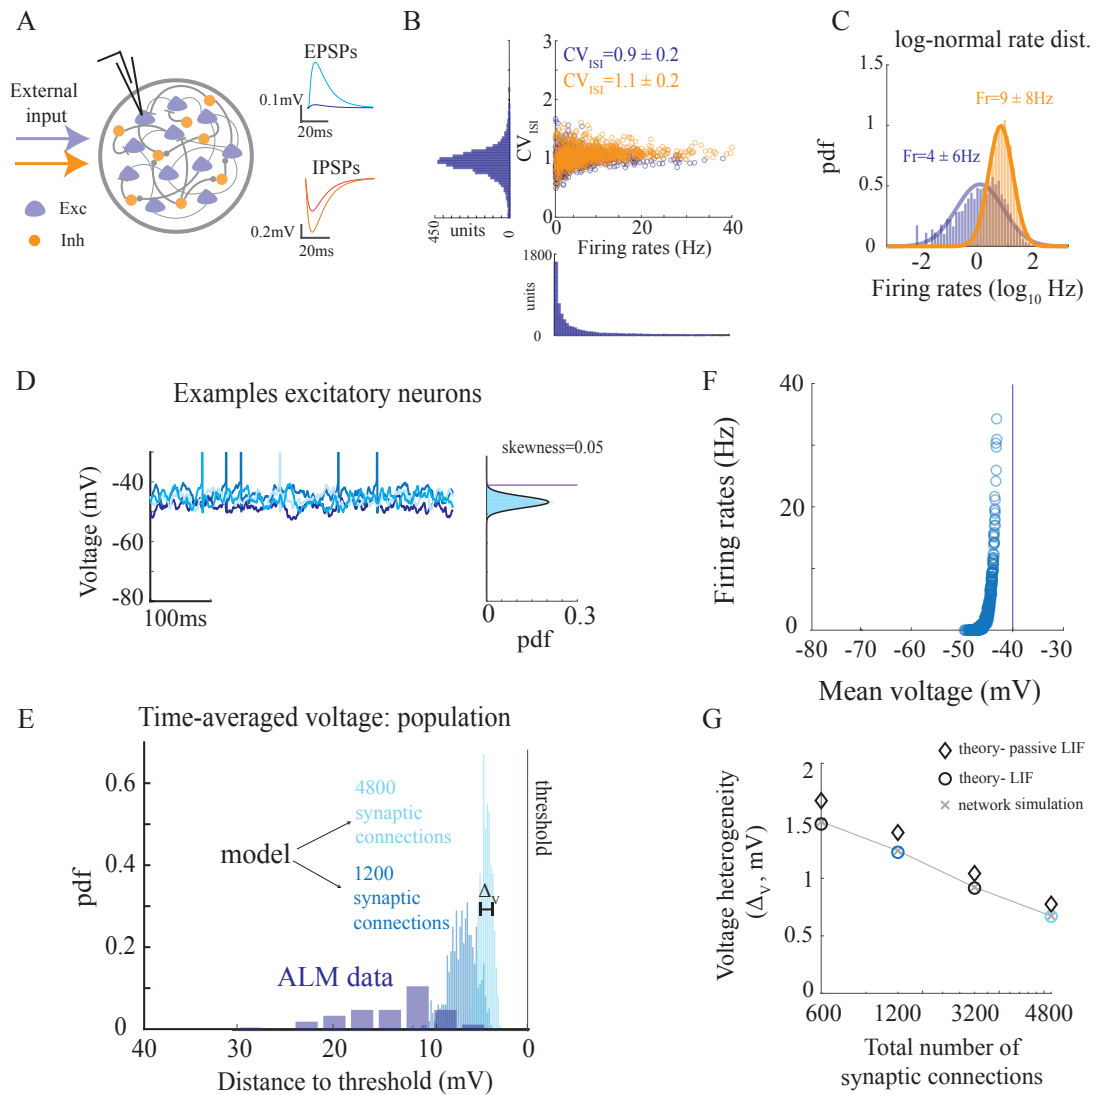 A
External
input
Exc
Inh
EPSPs
0.1mV
20ms
IPSPs
0.2mV
20ms
B
3
2
1
0
CV_ISI
CV_ISI=0.9 ± 0.2
CV_ISI=1.1 ± 0.2
450
units
0
0
20
40
Firing rates (Hz)
1800
units
0
C
log-normal rate dist.
1.5
1
0.5
0
pdf
Fr=9 ± 8Hz
Fr=4 ± 6Hz
-2
0
2
Firing rates (log10 Hz)
D
Examples excitatory neurons
-40
-60
-80
Voltage (mV)
100ms
skewness=0.05
0
0.3
pdf
F
40
20
0
Firing rates (Hz)
-80
-70
-60
-50
-40
-30
Mean voltage (mV)
E
Time-averaged voltage: population
0.6
0.4
0.2
0
pdf
4800
synaptic
connections
model
1200
synaptic
connections
Δ_V
threshold
ALM data
40
30
20
10
0
Distance to threshold (mV)
G
theory- passive LIF
theory- LIF
network simulation
2
1.5
1
0.5
0
Voltage heterogeneity
(Δ_V, mV)
600
1200
3200
4800
Total number of
synaptic connections